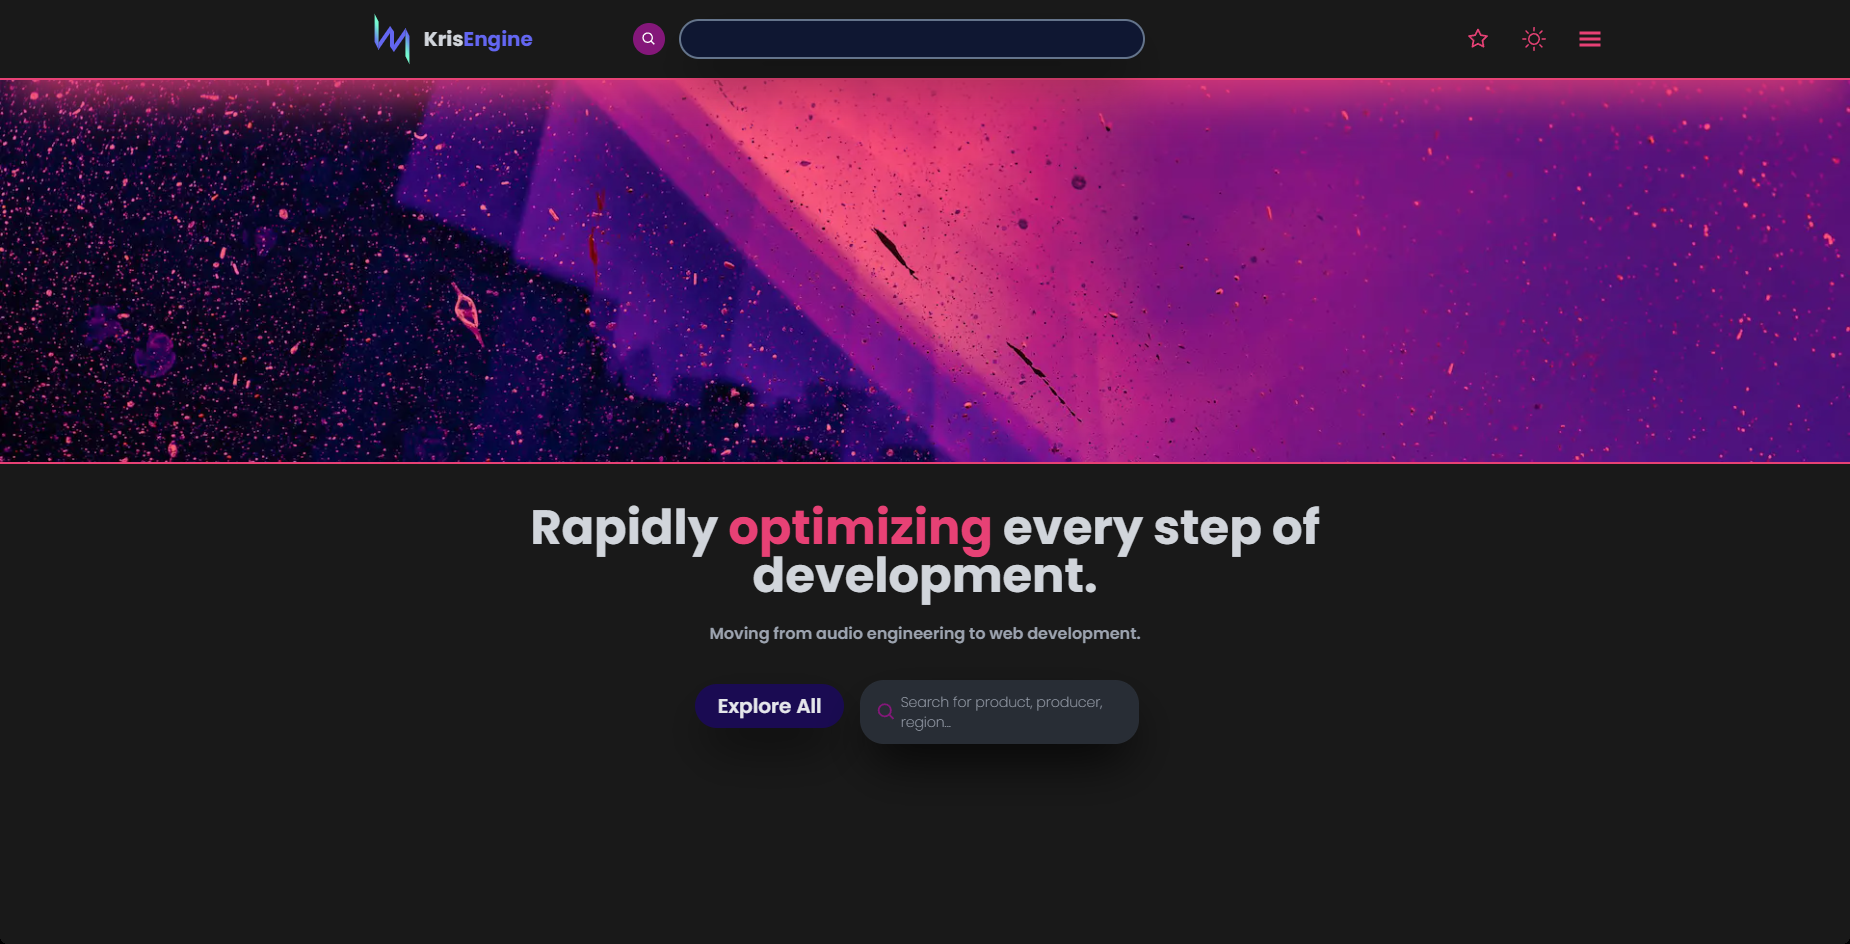 KrisEngine
Rapidly optimizing every step of
development.
Moving from audio engineering to web development.
Explore All
Search for product, producer,
region...